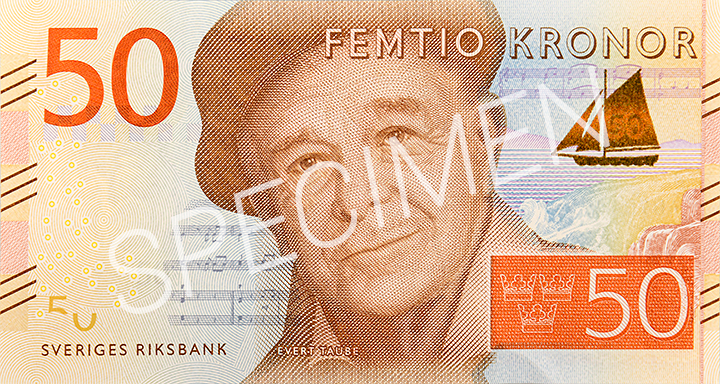 50
FEMTIO KRONOR
SPECIMEN
50
SVERIGES RIKSBANK
EVERT TAUBE
50